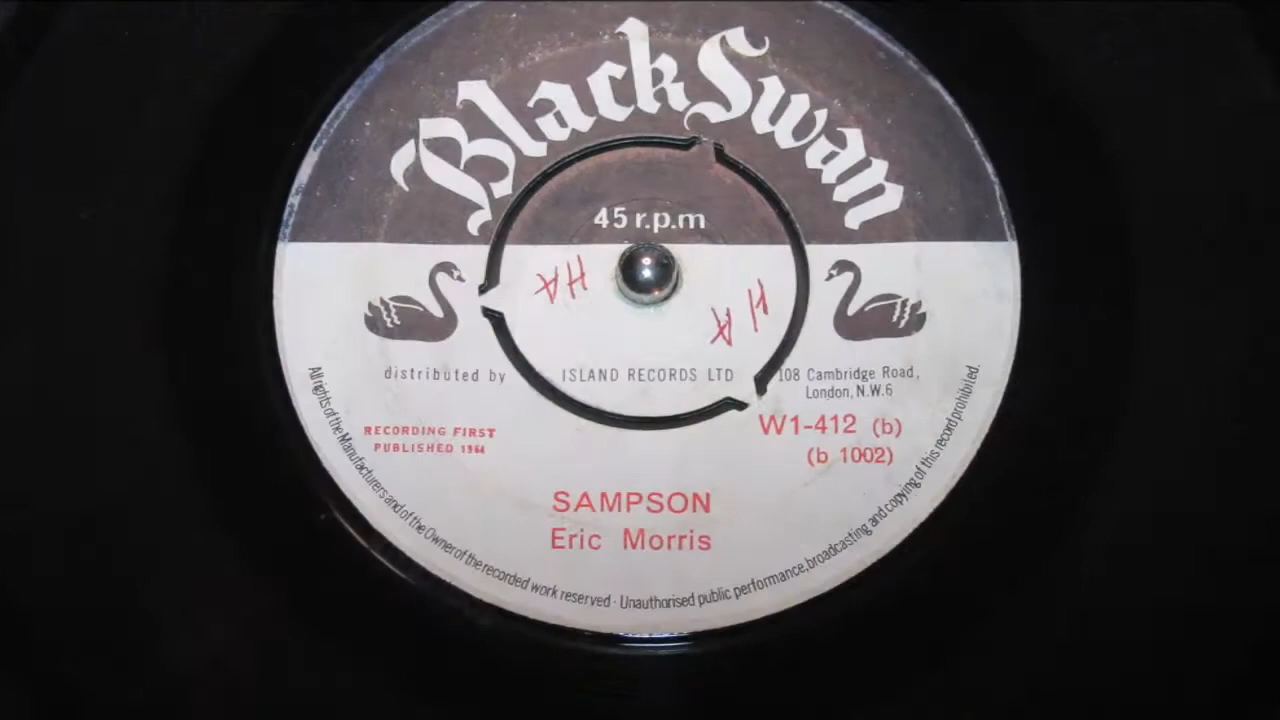 Black Swan
45 r.p.m
HA
HA
distributed by ISLAND RECORDS LTD 108 Cambridge Road,
London, N.W.6
RECORDING FIRST
PUBLISHED 1964
W1-412 (b)
(b 1002)
SAMPSON
Eric Morris
All rights of the Manufacturers and of the Owner of the recorded work reserved · Unauthorised public performance, broadcasting and copying of this record prohibited.